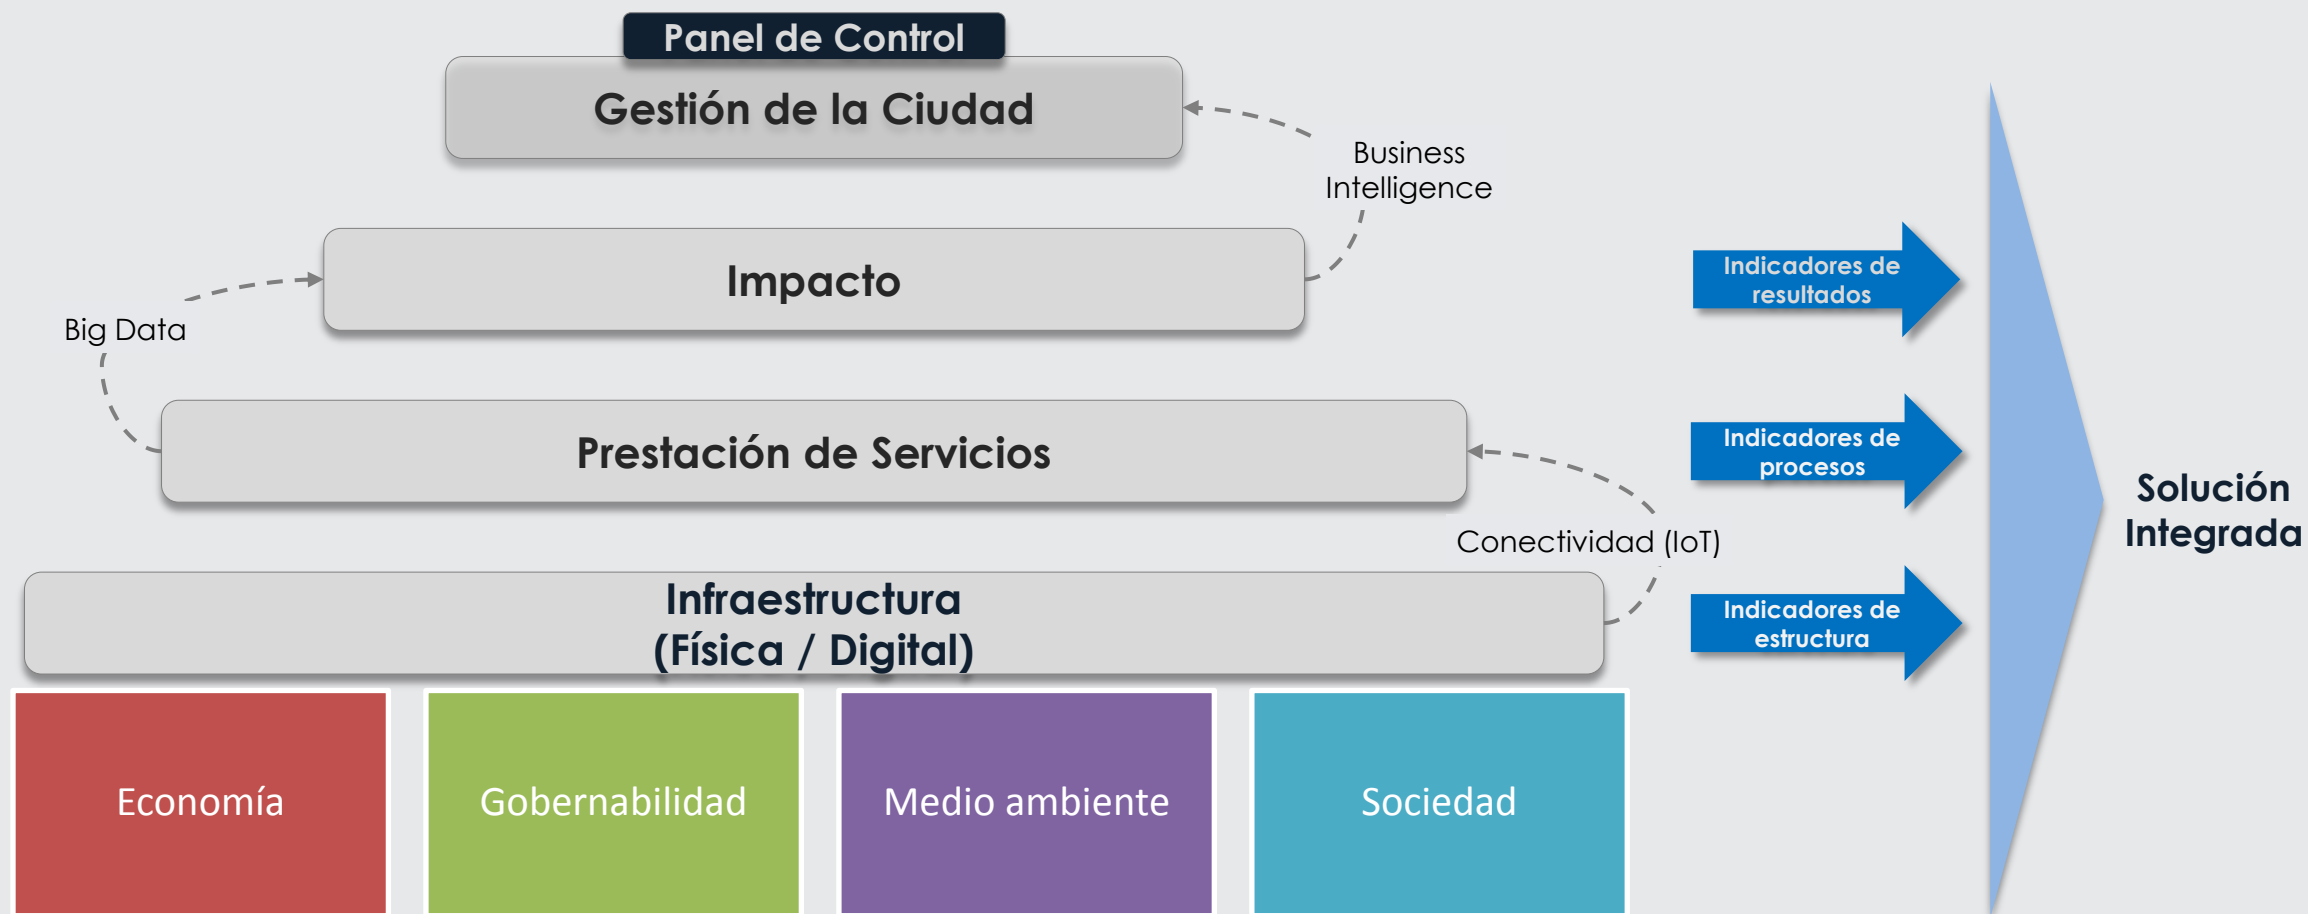 Panel de Control
Gestión de la Ciudad
Business
Intelligence
Impacto
Indicadores de
resultados
Big Data
Prestación de Servicios
Indicadores de
procesos
Solución
Integrada
Conectividad (IoT)
Infraestructura
(Física / Digital)
Indicadores de
estructura
Economía
Gobernabilidad
Medio ambiente
Sociedad